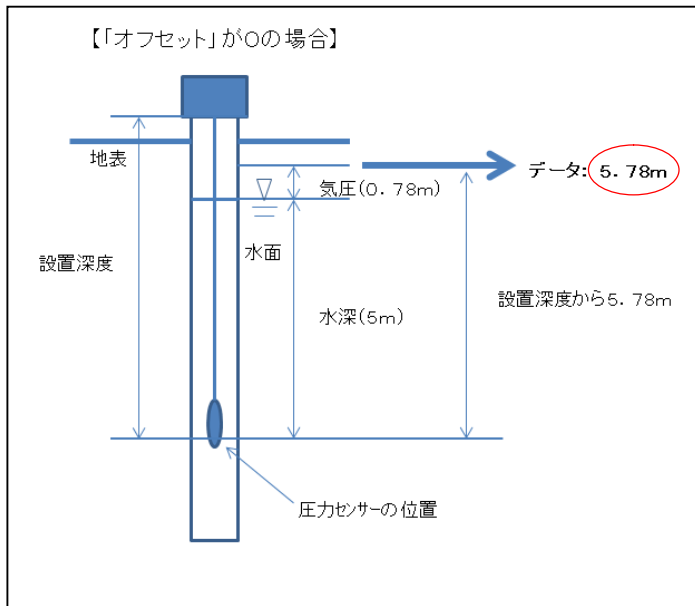 【「オフセット」が0の場合】
地表
気圧(0.78m)
データ: 5.78m
設置深度
水面
水深(5m)
設置深度から5.78m
圧力センサーの位置